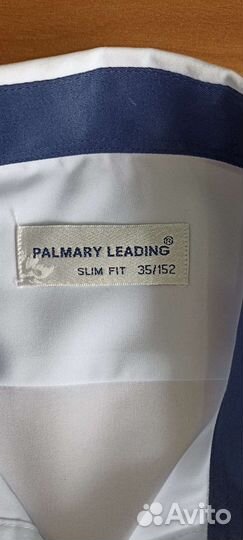 PALMARY LEADING®
SLIM FIT 35/152
Avito